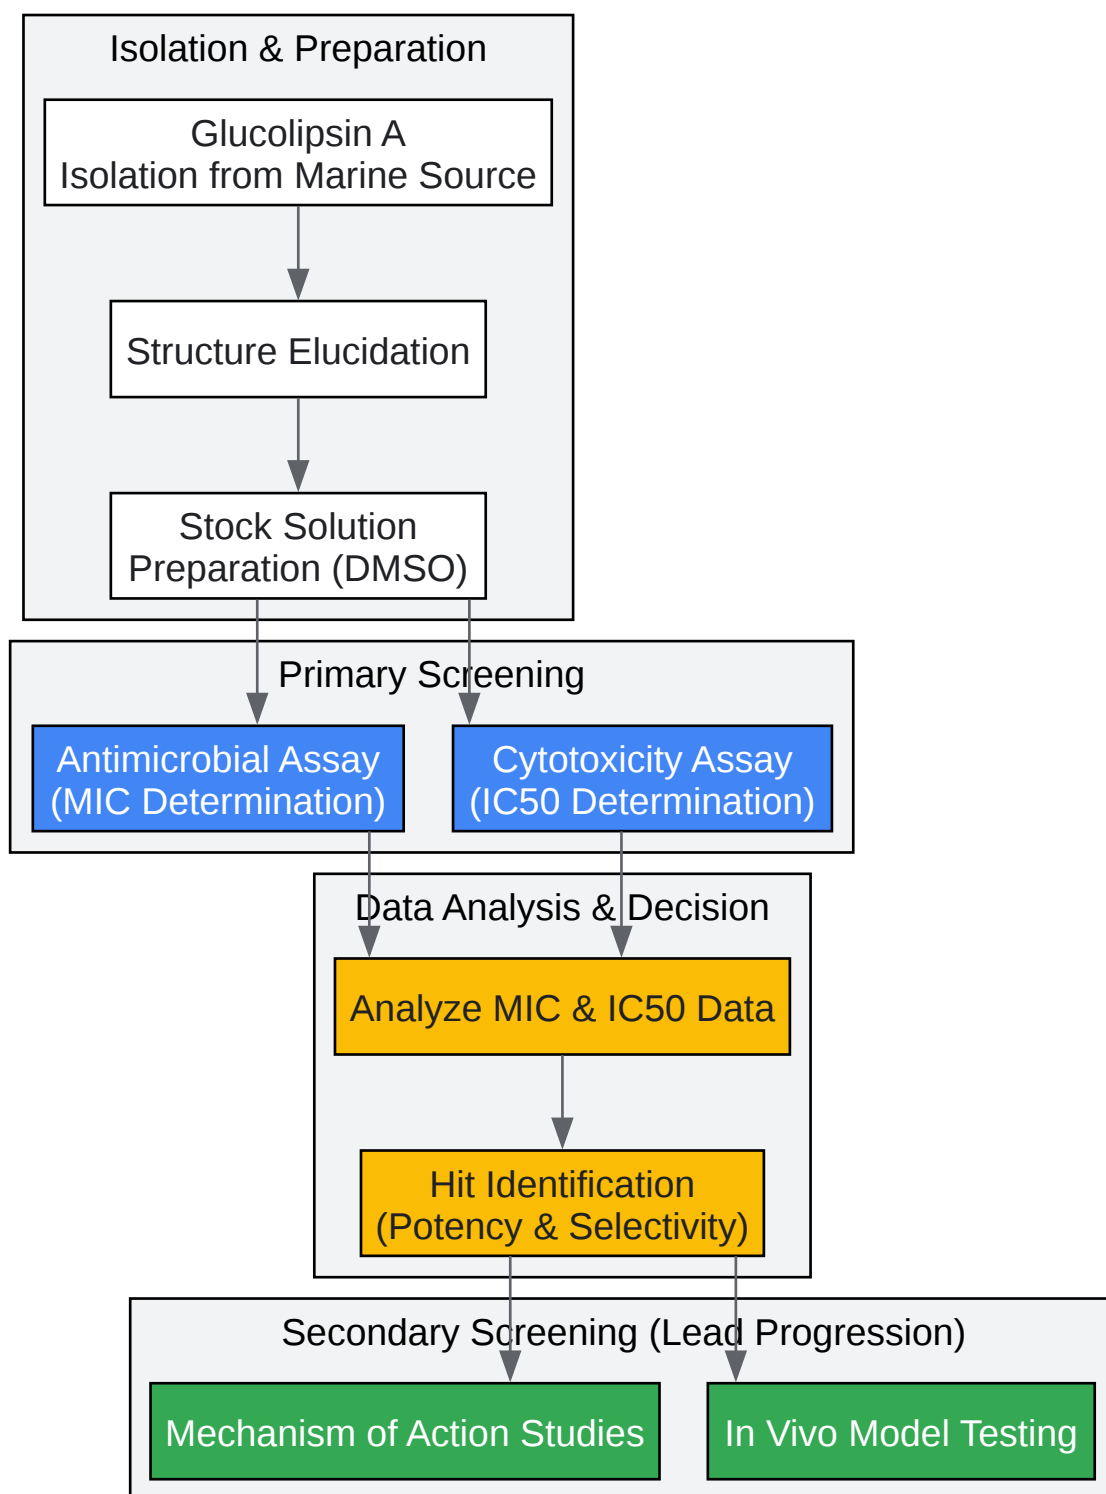 Isolation & Preparation
Glucolipsin A
Isolation from Marine Source
Structure Elucidation
Stock Solution
Preparation (DMSO)
Primary Screening
Antimicrobial Assay
(MIC Determination)
Cytotoxicity Assay
(IC50 Determination)
Data Analysis & Decision
Analyze MIC & IC50 Data
Hit Identification
(Potency & Selectivity)
Secondary Screening (Lead Progression)
Mechanism of Action Studies
In Vivo Model Testing